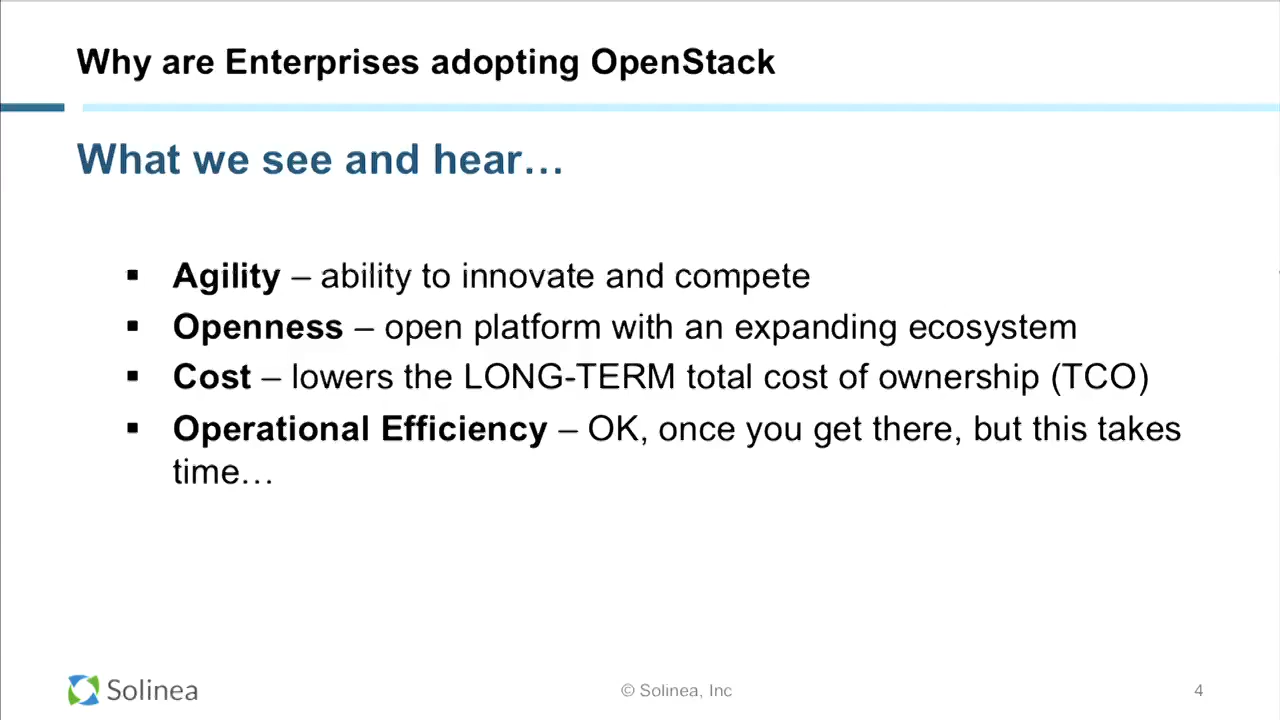 Why are Enterprises adopting OpenStack
What we see and hear…
▪ Agility – ability to innovate and compete
▪ Openness – open platform with an expanding ecosystem
▪ Cost – lowers the LONG-TERM total cost of ownership (TCO)
▪ Operational Efficiency – OK, once you get there, but this takes
time…
Solinea
© Solinea, Inc
4